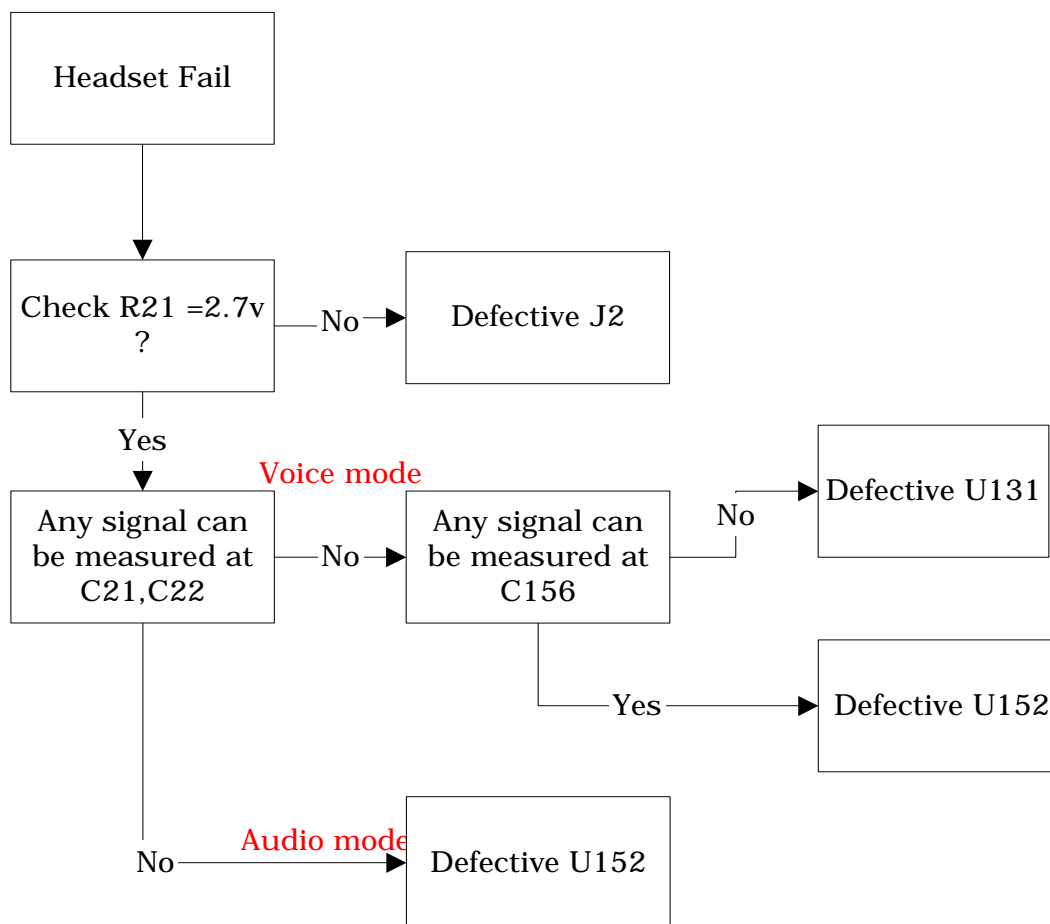 Headset Fail
Check R21 =2.7v
?
No
Defective J2
Yes
Voice mode
Any signal can
be measured at
C21,C22
No
Any signal can
be measured at
C156
No
Defective U131
Yes
Defective U152
No
Audio mode
Defective U152